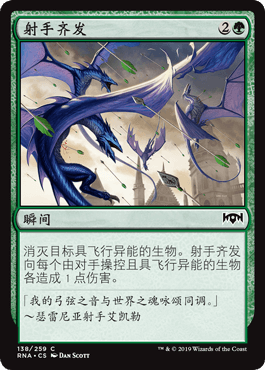 射手齐发 2
瞬间
消灭目标具飞行异能的生物。射手齐发
向每个由对手操控且具飞行异能的生物
各造成1点伤害。
「我的弓弦之音与世界之魂咏颂同调。」
～瑟雷尼亚射手艾凯勒
138/259 C
RNA • CS DAN SCOTT
™ & © 2019 Wizards of the Coast